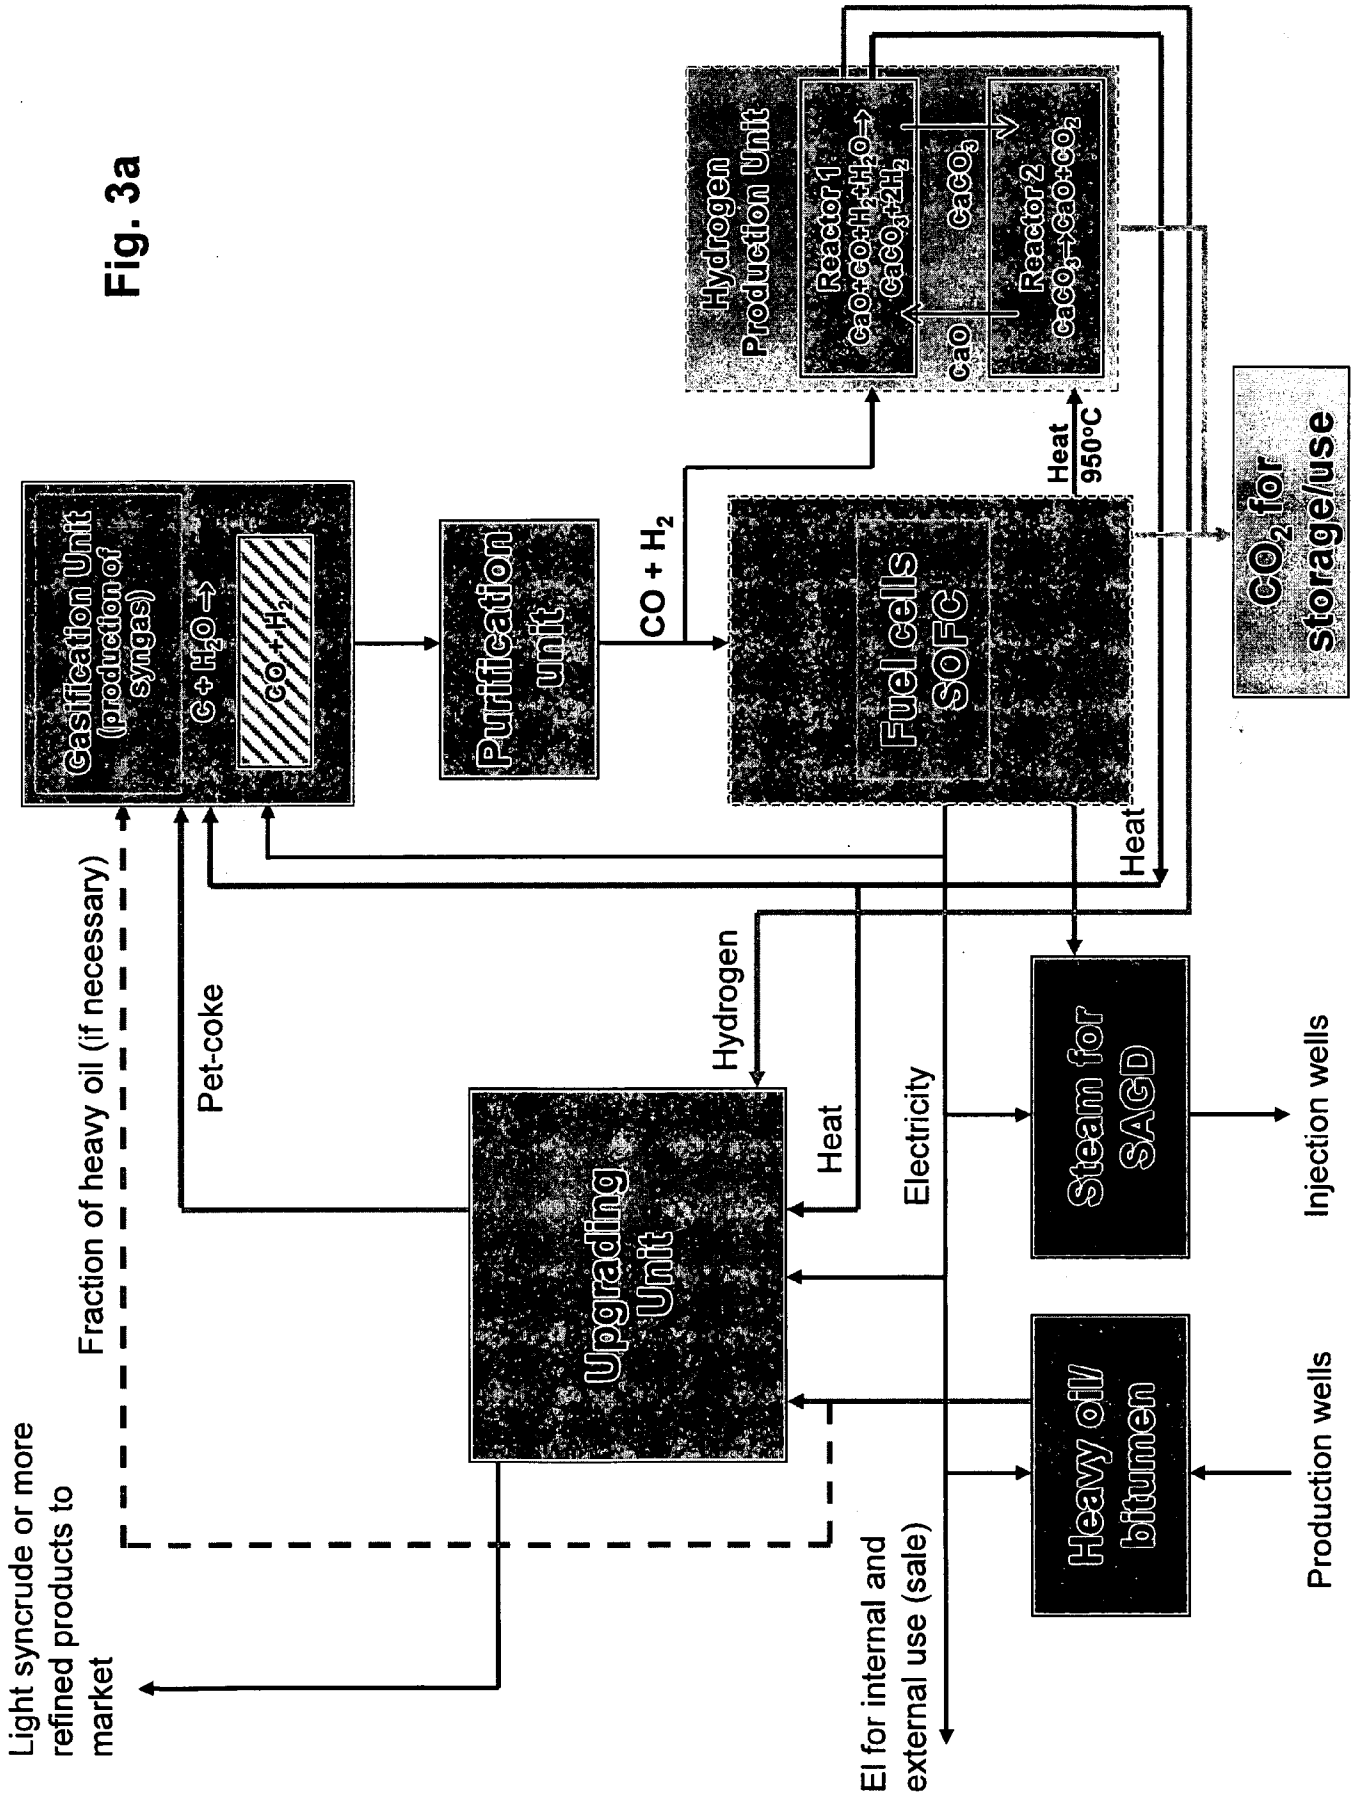 Fig. 3a
Light syncrude or more
refined products to
market
Fraction of heavy oil (if necessary)
Pet-coke
Gasification Unit
(production of
syngas)
C + H₂O →
CO + H₂
Purification
unit
CO + H₂
Hydrogen
Production Unit
Reactor 1
CaO+CO+H₂+H₂O→
CaCO₃+2H₂
CaO
CaCO₃
Reactor 2
CaCO₃→CaO+CO₂
Upgrading
Unit
Hydrogen
Heat
Electricity
Fuel cells
SOFC
Heat
950°C
Heat
El for internal and
external use (sale)
Heavy oil/
bitumen
Steam for
SAGD
CO₂ for
storage/use
Production wells
Injection wells